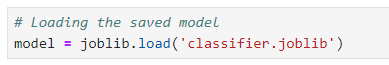 # Loading the saved model
model = joblib.load('classifier.joblib')